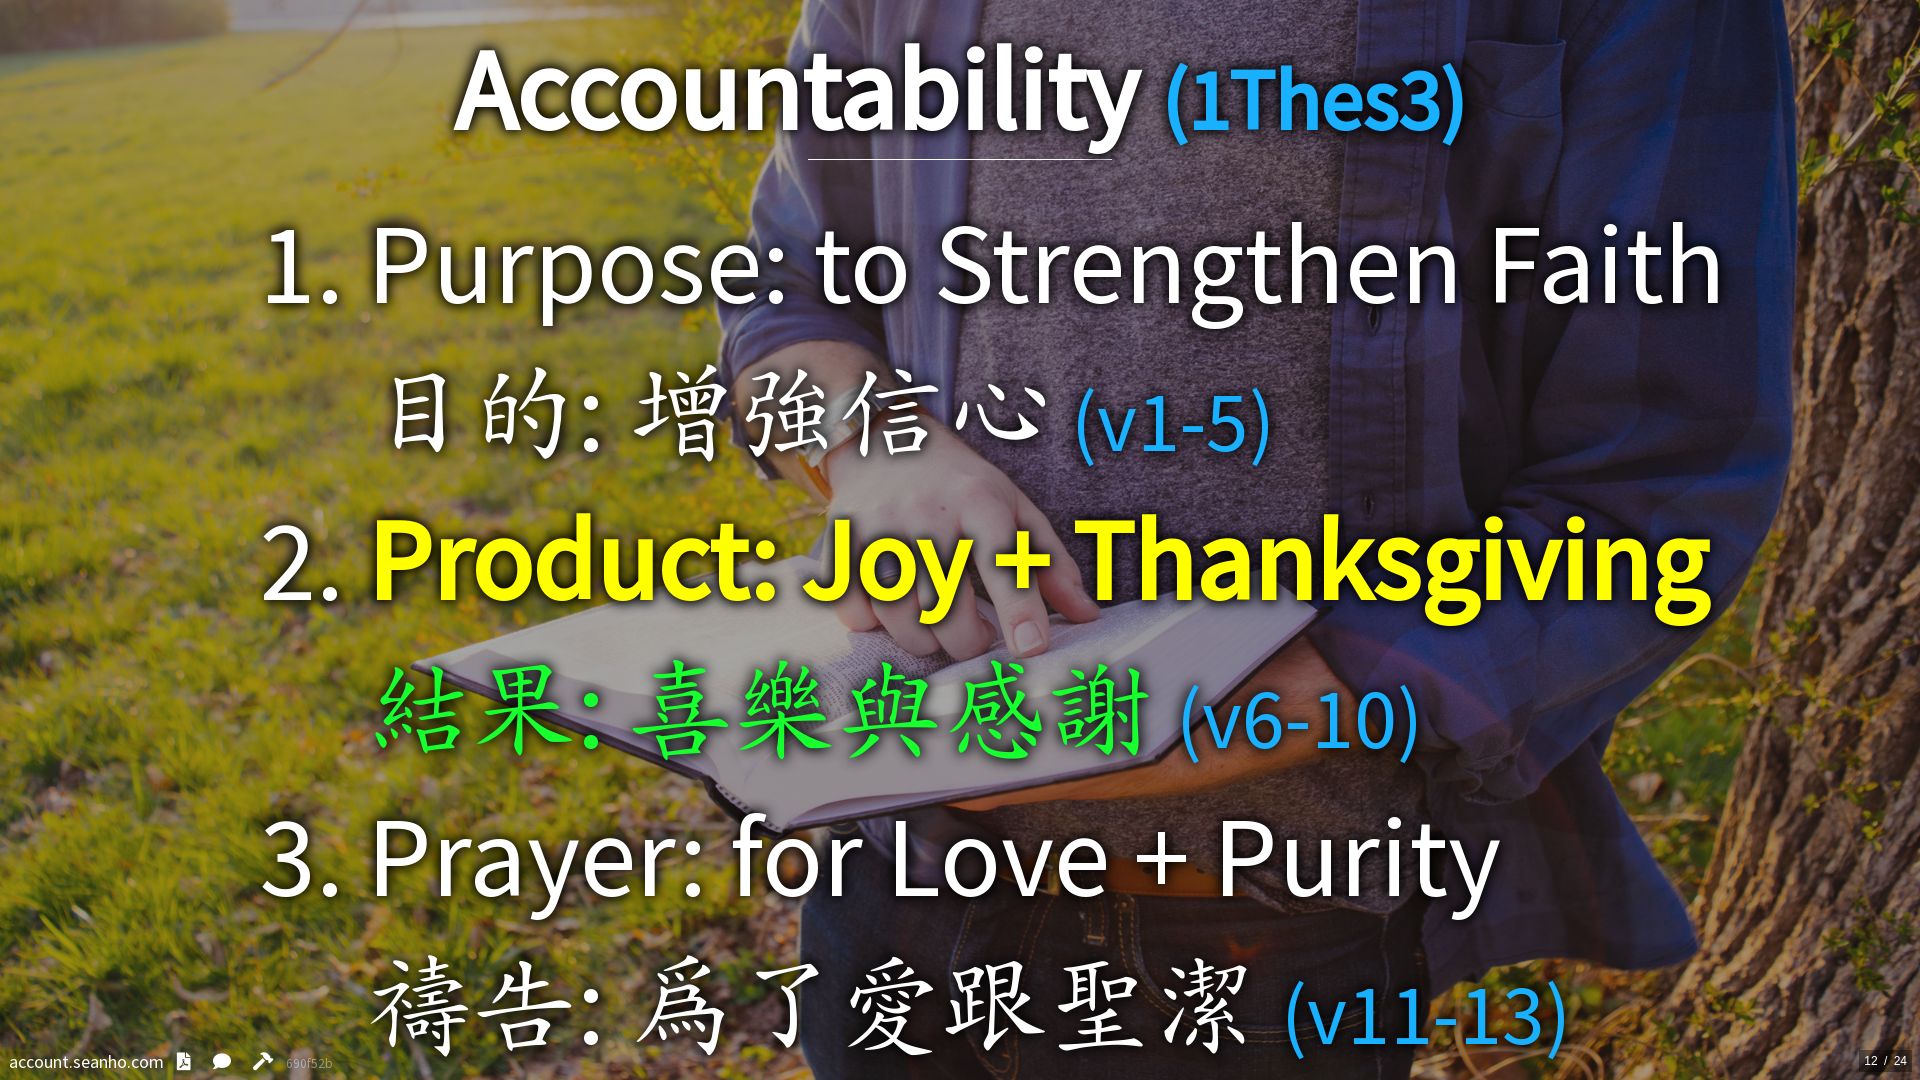 Accountability (1Thes3)
1. Purpose: to Strengthen Faith
目的: 增強信心 (v1-5)
2. Product: Joy + Thanksgiving
結果: 喜樂與感謝 (v6-10)
3. Prayer: for Love + Purity
禱告: 爲了愛跟聖潔 (v11-13)
account.seanho.com 690f52b
12 / 24